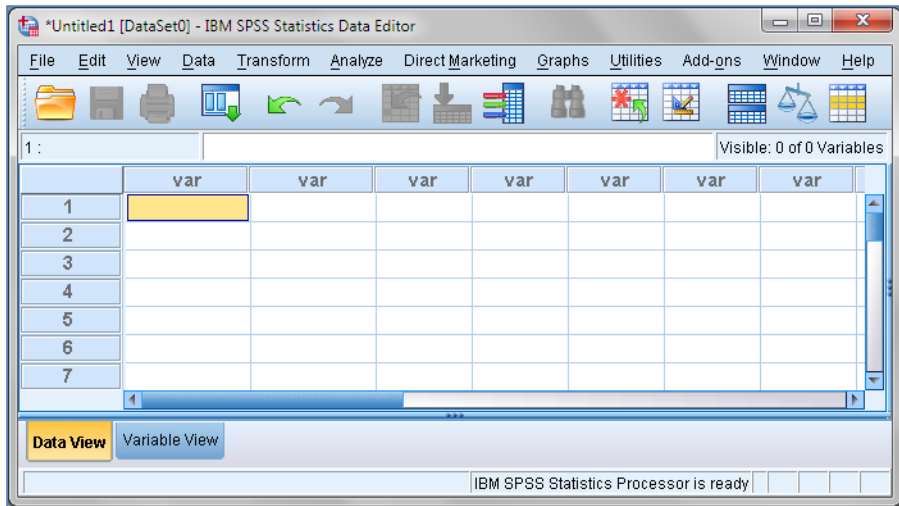 *Untitled1 [DataSet0] - IBM SPSS Statistics Data Editor
File Edit View Data Transform Analyze Direct Marketing Graphs Utilities Add-ons Window Help
1 : Visible: 0 of 0 Variables
var var var var var var var
1
2
3
4
5
6
7
Data View Variable View
IBM SPSS Statistics Processor is ready